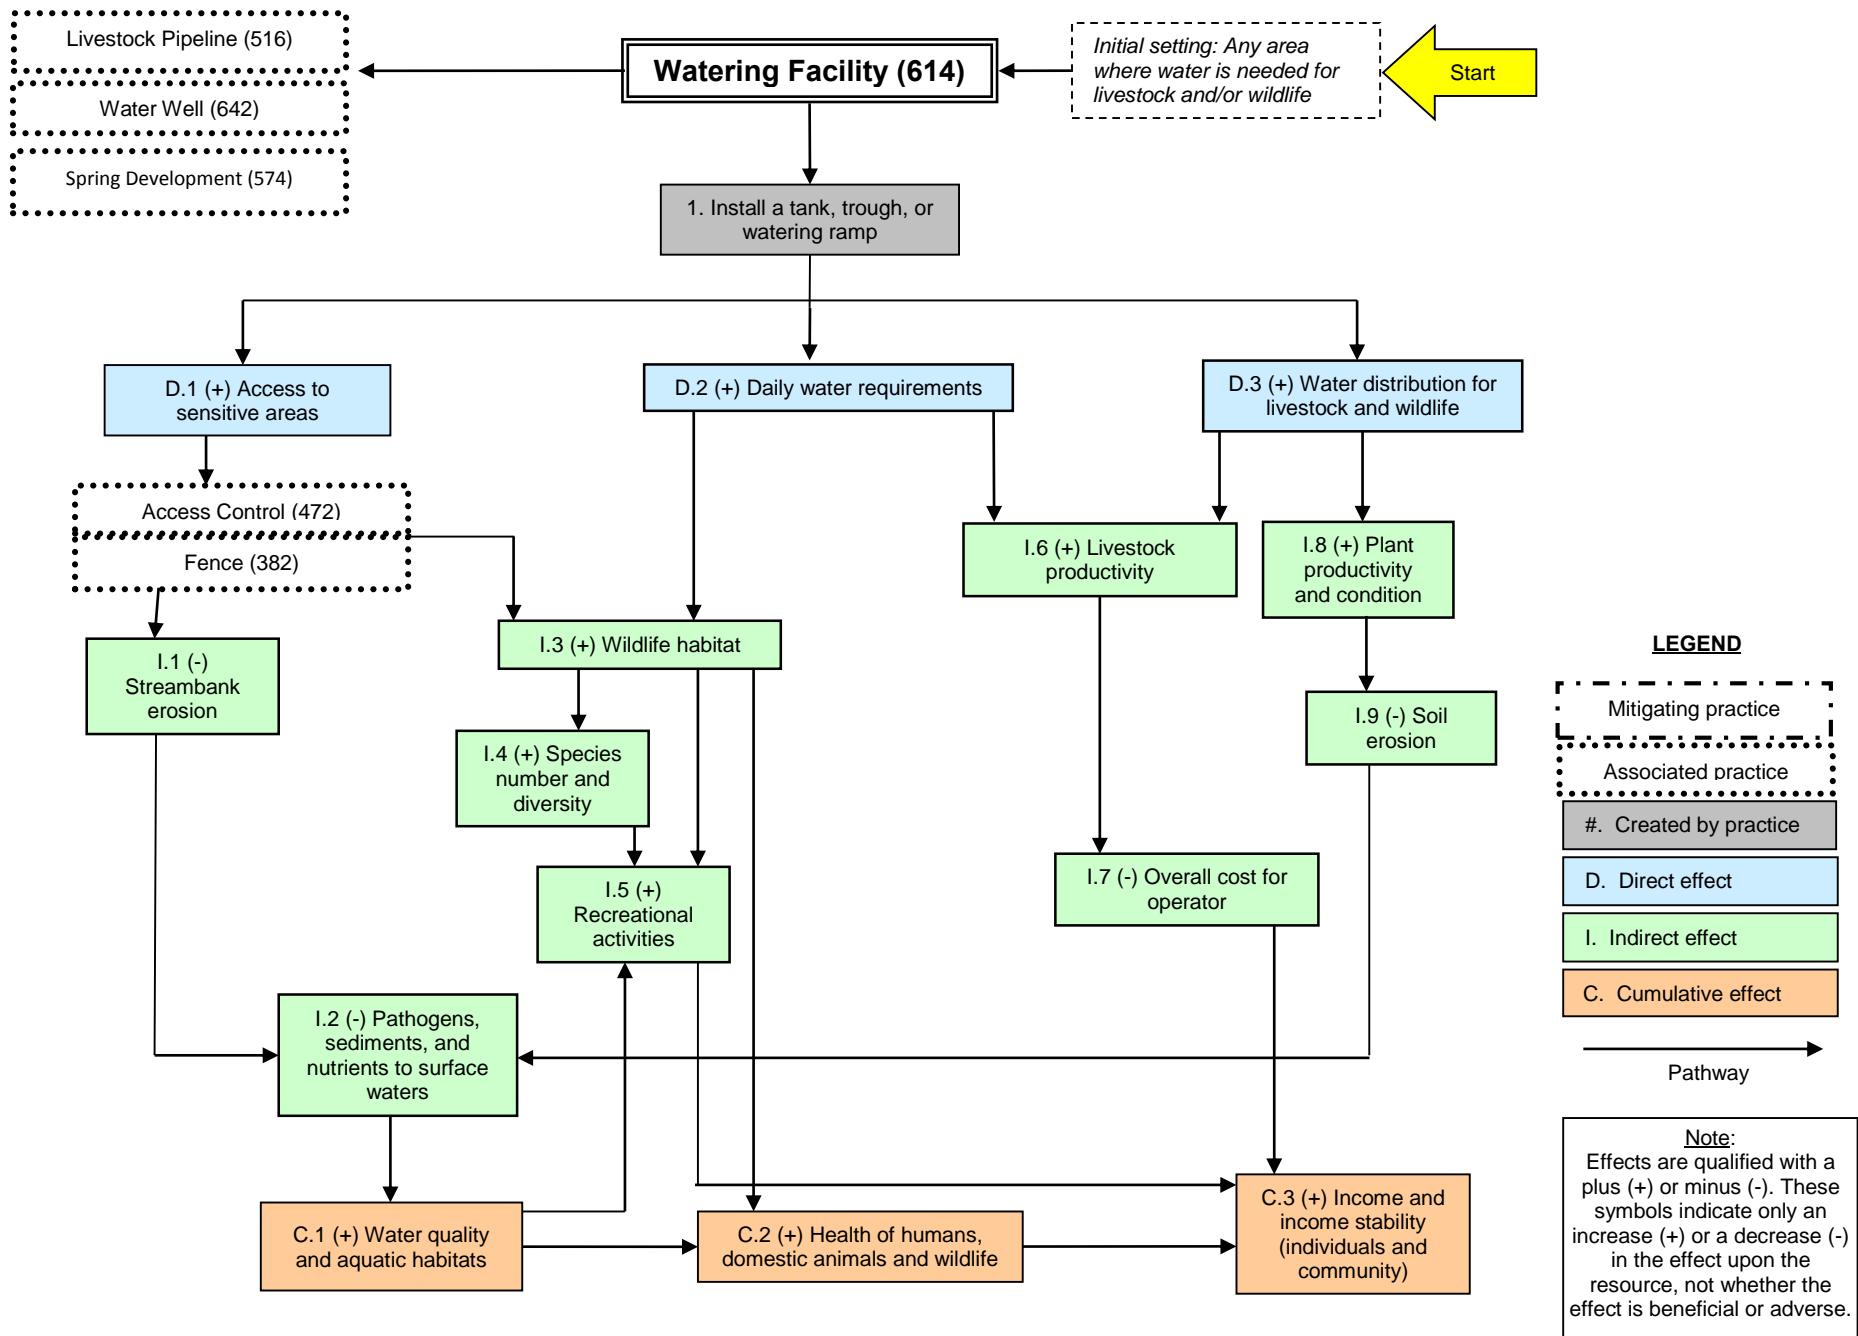 Livestock Pipeline (516)
Water Well (642)
Spring Development (574)
Watering Facility (614)
Initial setting: Any area
where water is needed for
livestock and/or wildlife
Start
1. Install a tank, trough, or
watering ramp
D.1 (+) Access to
sensitive areas
D.2 (+) Daily water requirements
D.3 (+) Water distribution for
livestock and wildlife
Access Control (472)
Fence (382)
I.6 (+) Livestock
productivity
I.8 (+) Plant
productivity
and condition
I.1 (-)
Streambank
erosion
I.3 (+) Wildlife habitat
I.4 (+) Species
number and
diversity
I.9 (-) Soil
erosion
I.5 (+)
Recreational
activities
I.7 (-) Overall cost for
operator
I.2 (-) Pathogens,
sediments, and
nutrients to surface
waters
C.1 (+) Water quality
and aquatic habitats
C.2 (+) Health of humans,
domestic animals and wildlife
C.3 (+) Income and
income stability
(individuals and
community)
LEGEND
Mitigating practice
Associated practice
#. Created by practice
D. Direct effect
I. Indirect effect
C. Cumulative effect
Pathway
Note:
Effects are qualified with a
plus (+) or minus (-). These
symbols indicate only an
increase (+) or a decrease (-)
in the effect upon the
resource, not whether the
effect is beneficial or adverse.